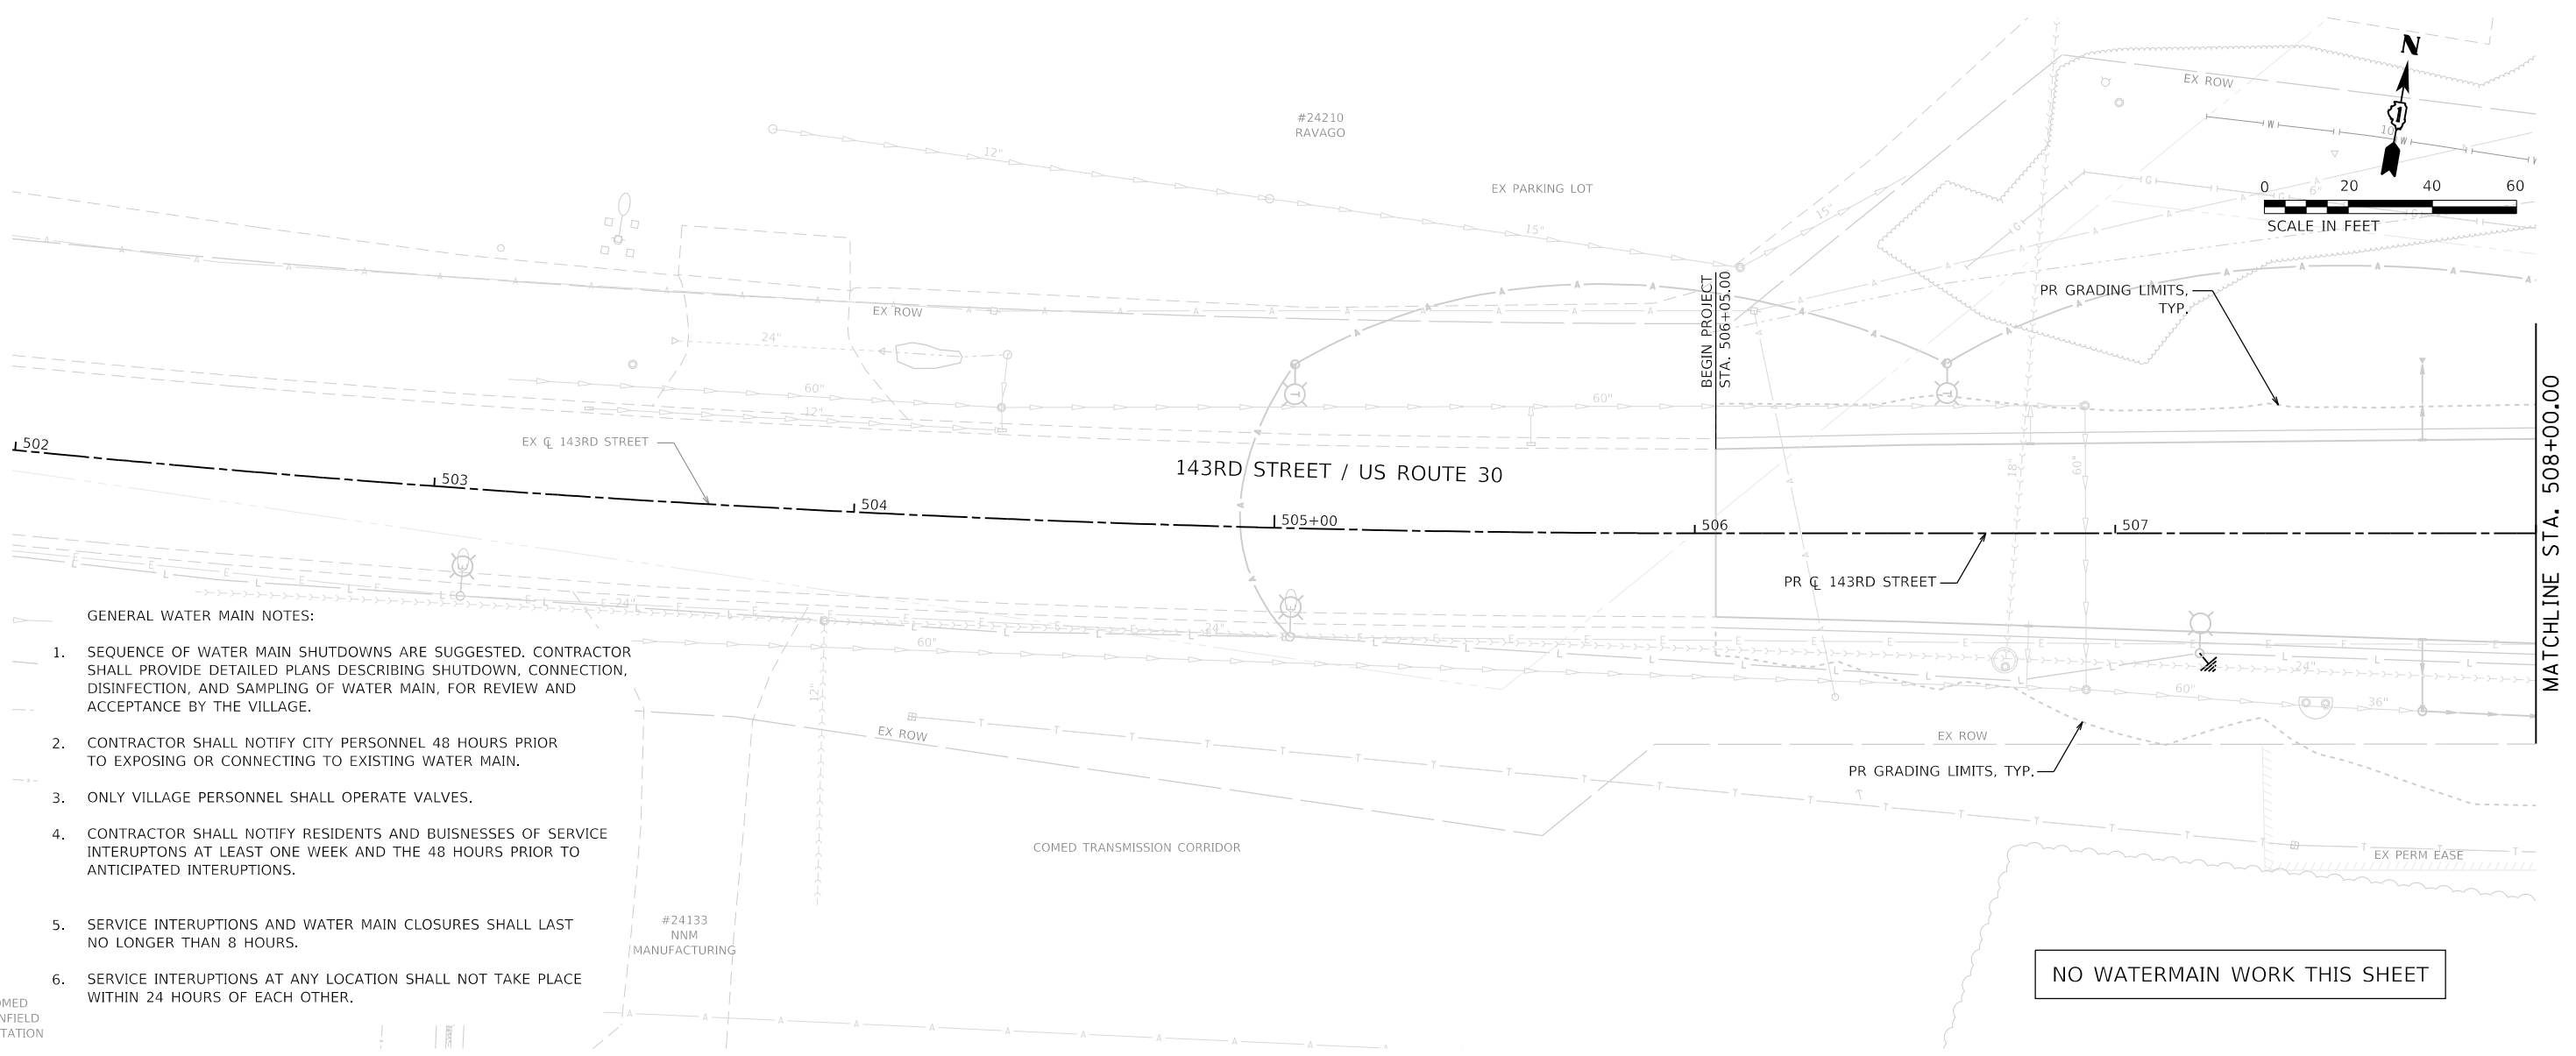 N
1
EX ROW
W
10"
W
#24210
RAVAGO
12"
EX PARKING LOT
15"
15"
6"
0 20 40 60
SCALE IN FEET
BEGIN PROJECT
STA. 506+05.00
PR GRADING LIMITS,
TYP.
EX ROW
24"
60"
12"
60"
EX ℄ 143RD STREET
143RD STREET / US ROUTE 30
18"
60"
502
503
504
505+00
506
507
MATCHLINE STA. 508+00.00
PR ℄ 143RD STREET
24"
24"
24"
60"
12"
60"
36"
EX ROW
EX ROW
PR GRADING LIMITS, TYP.
COMED TRANSMISSION CORRIDOR
EX PERM EASE
#24133
NNM
MANUFACTURING
GENERAL WATER MAIN NOTES:
1. SEQUENCE OF WATER MAIN SHUTDOWNS ARE SUGGESTED. CONTRACTOR
SHALL PROVIDE DETAILED PLANS DESCRIBING SHUTDOWN, CONNECTION,
DISINFECTION, AND SAMPLING OF WATER MAIN, FOR REVIEW AND
ACCEPTANCE BY THE VILLAGE.
2. CONTRACTOR SHALL NOTIFY CITY PERSONNEL 48 HOURS PRIOR
TO EXPOSING OR CONNECTING TO EXISTING WATER MAIN.
3. ONLY VILLAGE PERSONNEL SHALL OPERATE VALVES.
4. CONTRACTOR SHALL NOTIFY RESIDENTS AND BUISNESSES OF SERVICE
INTERUPTONS AT LEAST ONE WEEK AND THE 48 HOURS PRIOR TO
ANTICIPATED INTERUPTIONS.
5. SERVICE INTERUPTIONS AND WATER MAIN CLOSURES SHALL LAST
NO LONGER THAN 8 HOURS.
6. SERVICE INTERUPTIONS AT ANY LOCATION SHALL NOT TAKE PLACE
WITHIN 24 HOURS OF EACH OTHER.
OMED
NFIELD
TATION
NO WATERMAIN WORK THIS SHEET